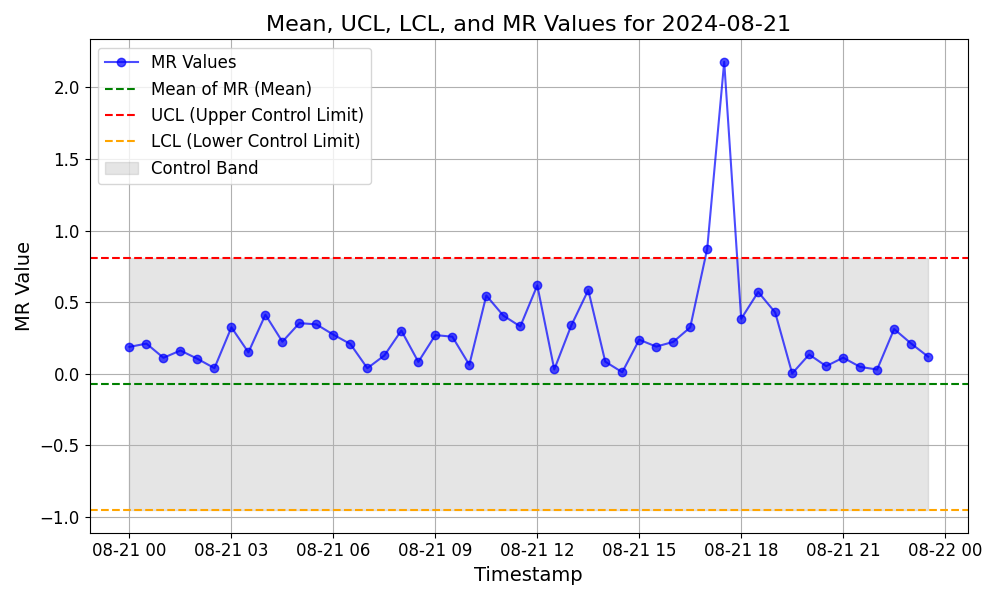 Mean, UCL, LCL, and MR Values for 2024-08-21
MR Values
Mean of MR (Mean)
UCL (Upper Control Limit)
LCL (Lower Control Limit)
Control Band
MR Value
2.0
1.5
1.0
0.5
0.0
−0.5
−1.0
08-21 00 08-21 03 08-21 06 08-21 09 08-21 12 08-21 15 08-21 18 08-21 21 08-22 00
Timestamp